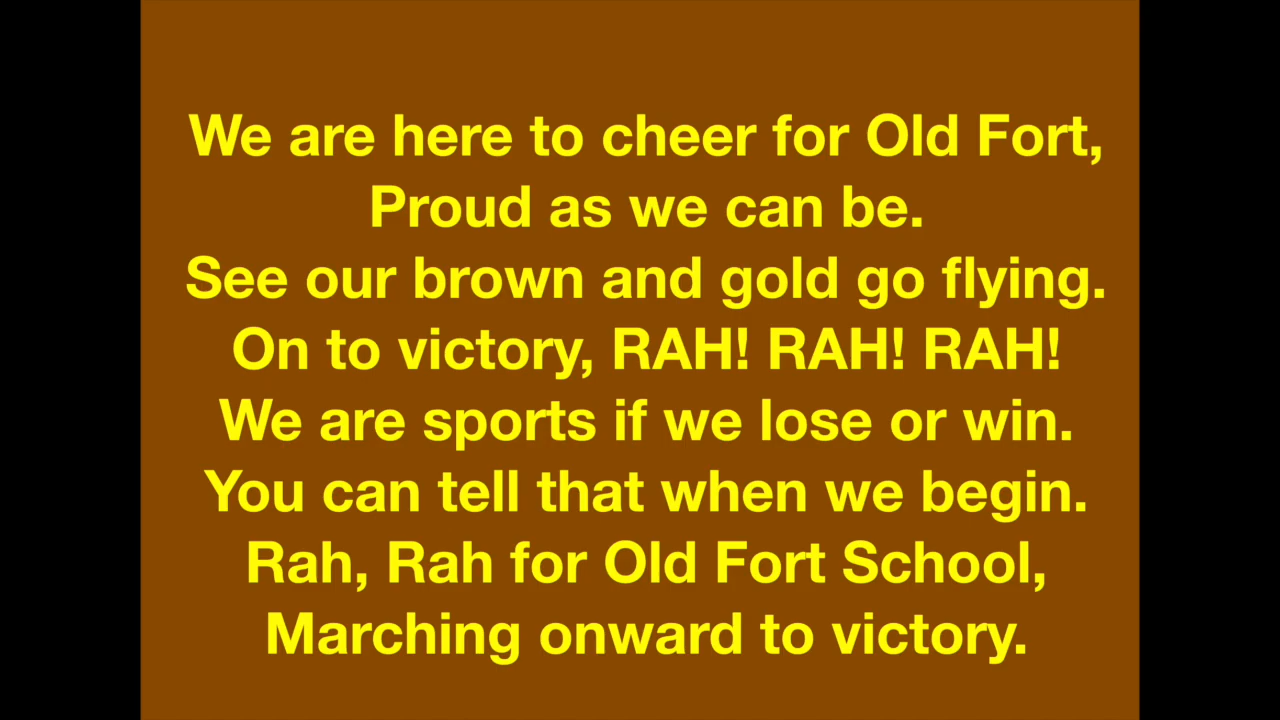 We are here to cheer for Old Fort,
Proud as we can be.
See our brown and gold go flying.
On to victory, RAH! RAH! RAH!
We are sports if we lose or win.
You can tell that when we begin.
Rah, Rah for Old Fort School,
Marching onward to victory.